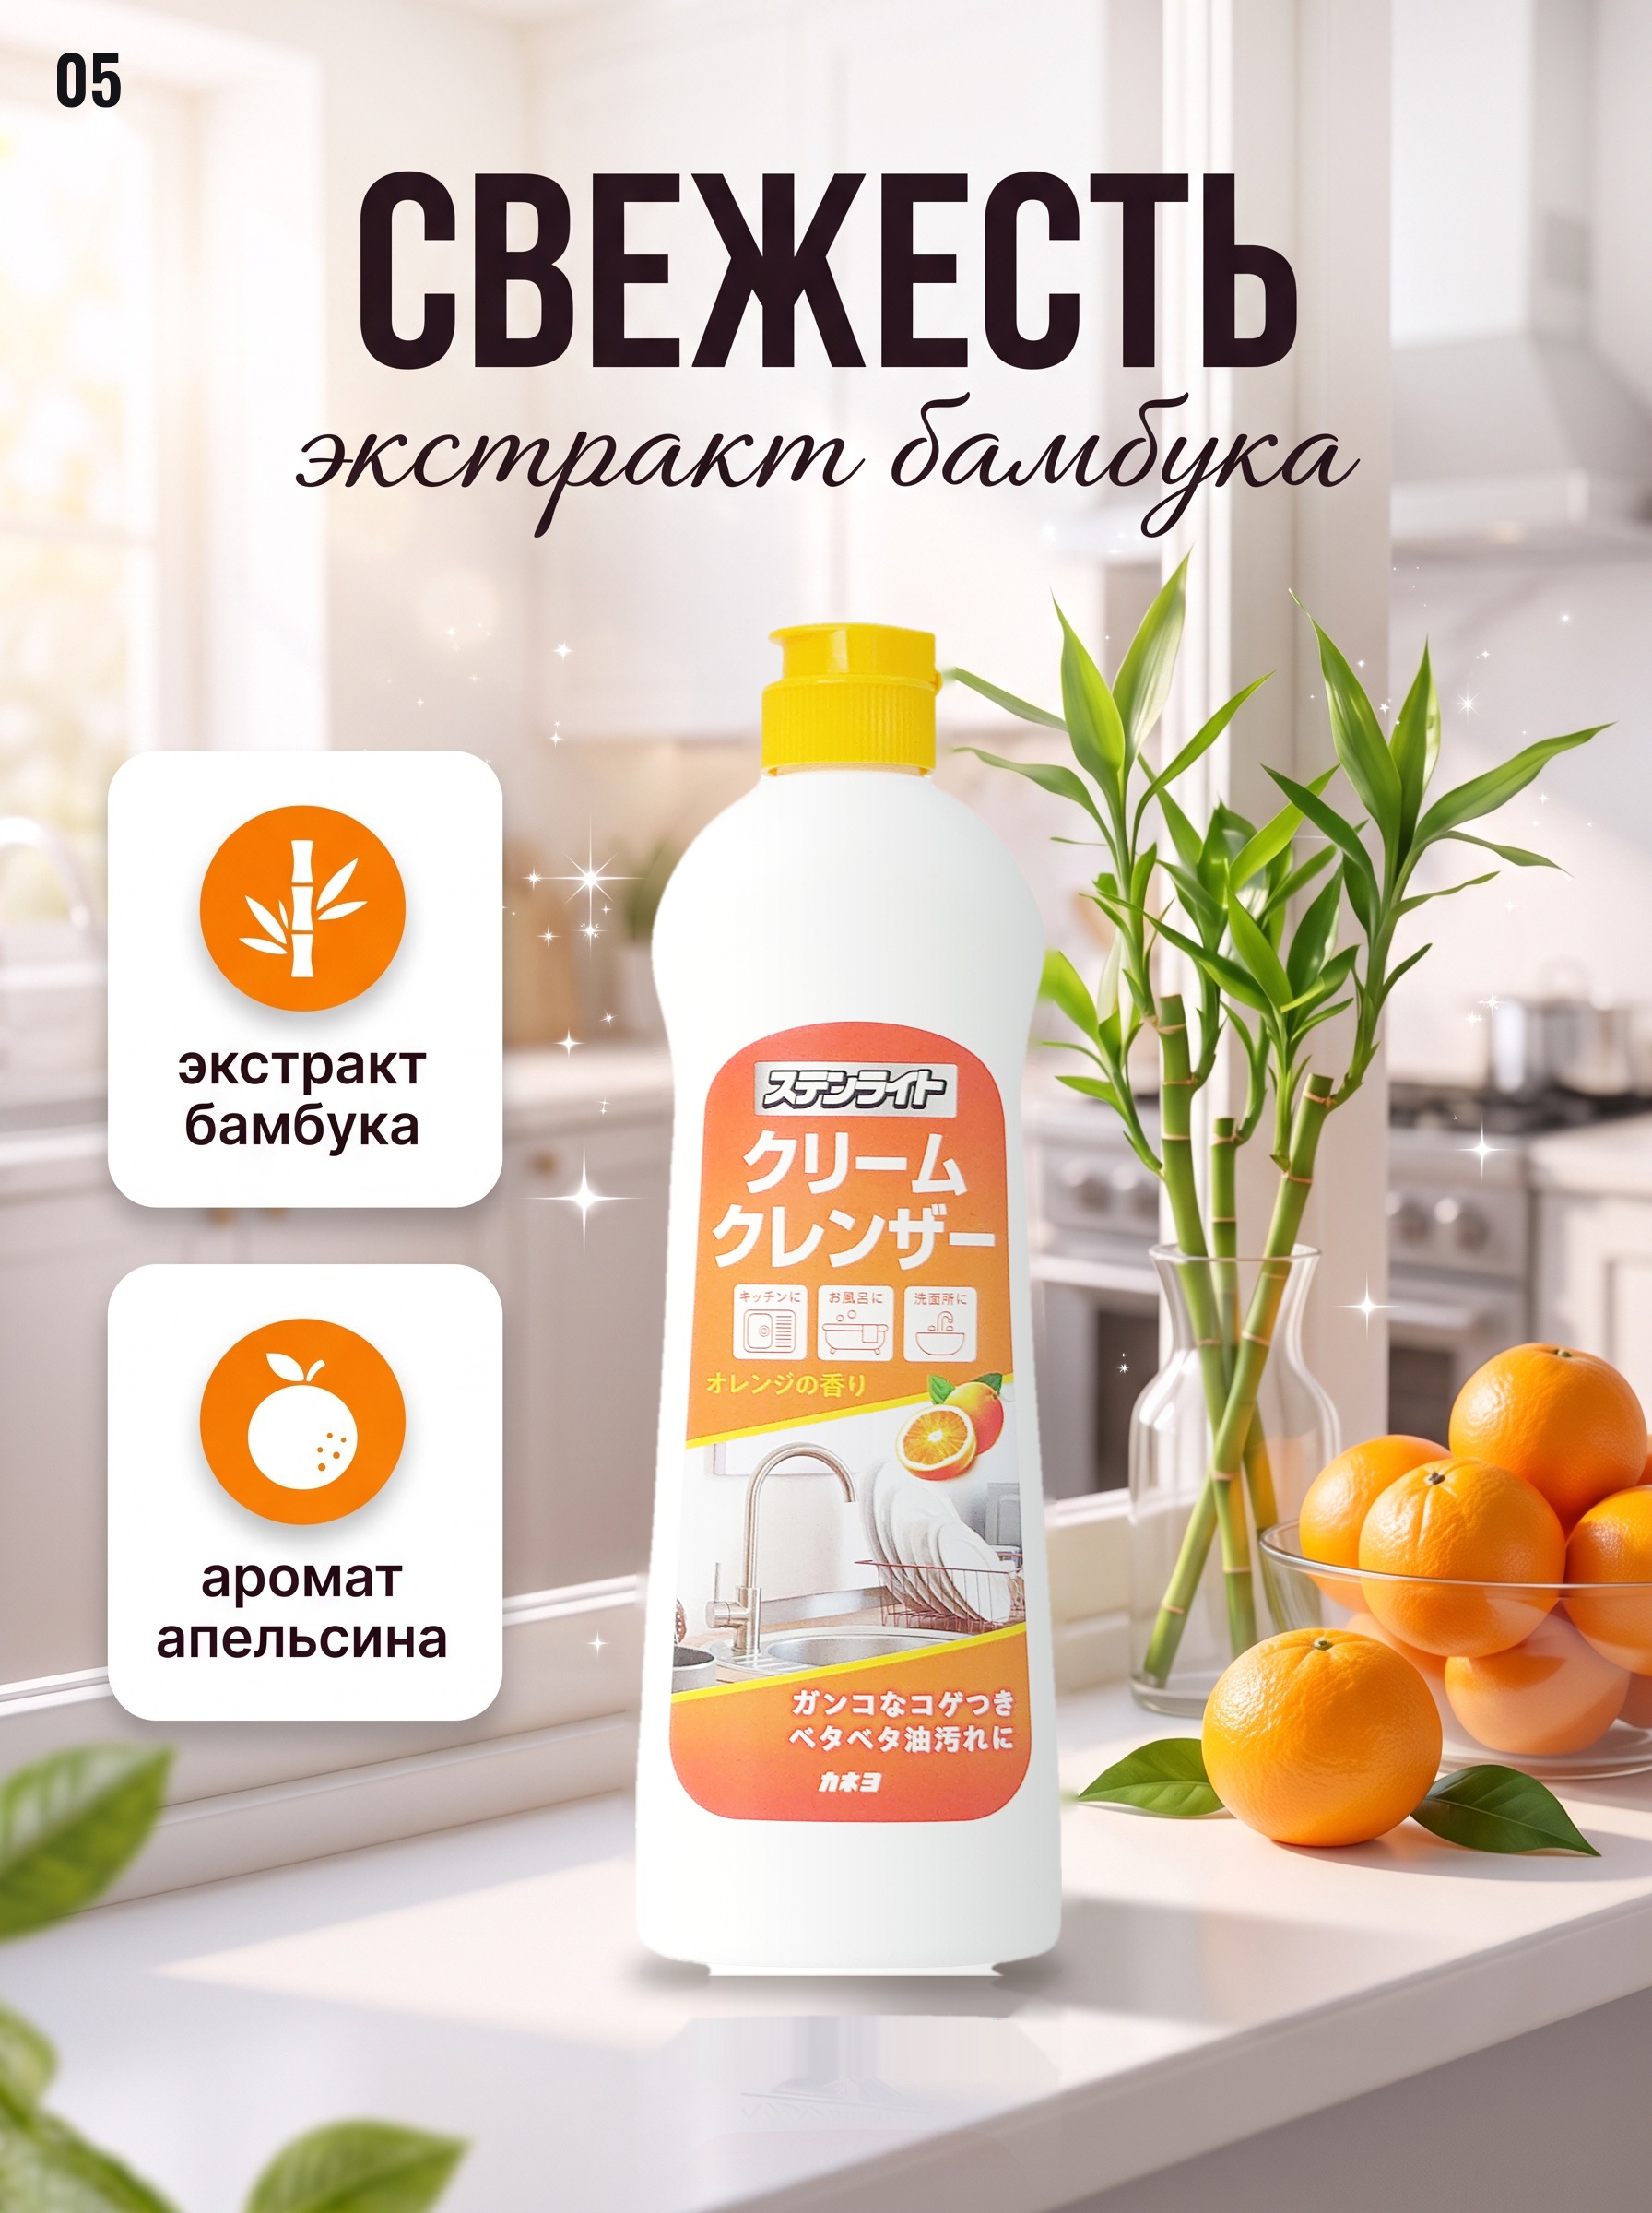 05
СВЕЖЕСТЬ
экстракт бамбука
экстракт
бамбука
аромат
апельсина
ステンライト
クリーム
クレンザー
キッチンに
お風呂に
洗面所に
オレンジの香り
ガンコなコゲつき
ベタベタ油汚れに
カネヨ